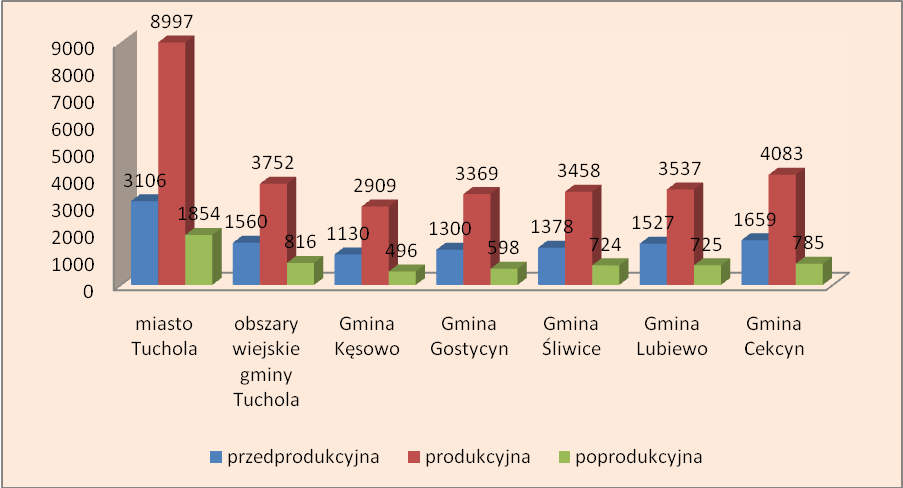 8997
9000
8000
7000
6000
5000
4000
3000
2000
1000
0
3106
1854
1560
3752
816
1130
2909
496
1300
3369
598
1378
3458
724
1527
3537
725
1659
4083
785
miasto
Tuchola
obszary
wiejskie
gminy
Tuchola
Gmina
Kęsowo
Gmina
Gostycyn
Gmina
Śliwice
Gmina
Lubiewo
Gmina
Cekcyn
przedprodukcyjna
produkcyjna
poprodukcyjna